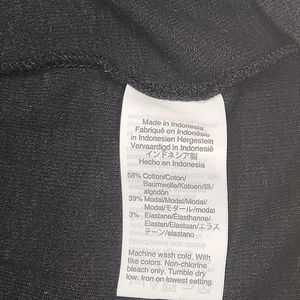 Made in Indonesia
Fabriqué en Indonésie
in Indonesien Hergestellt
Vervaardigd in Indonesië
インドネシア製
Hecho en Indonesia
58% Cotton/Coton/
Baumwolle/Katoen/綿/
algodón
39% Modal/Modal/Modal/
Modal/モダール/modal
3% Elastane/Élasthanne/
Elastan/Elastaan/エラス
テーン/elastano
Machine wash cold. With
like colors. Non-chlorine
bleach only. Tumble dry
low. Iron on lowest setting.